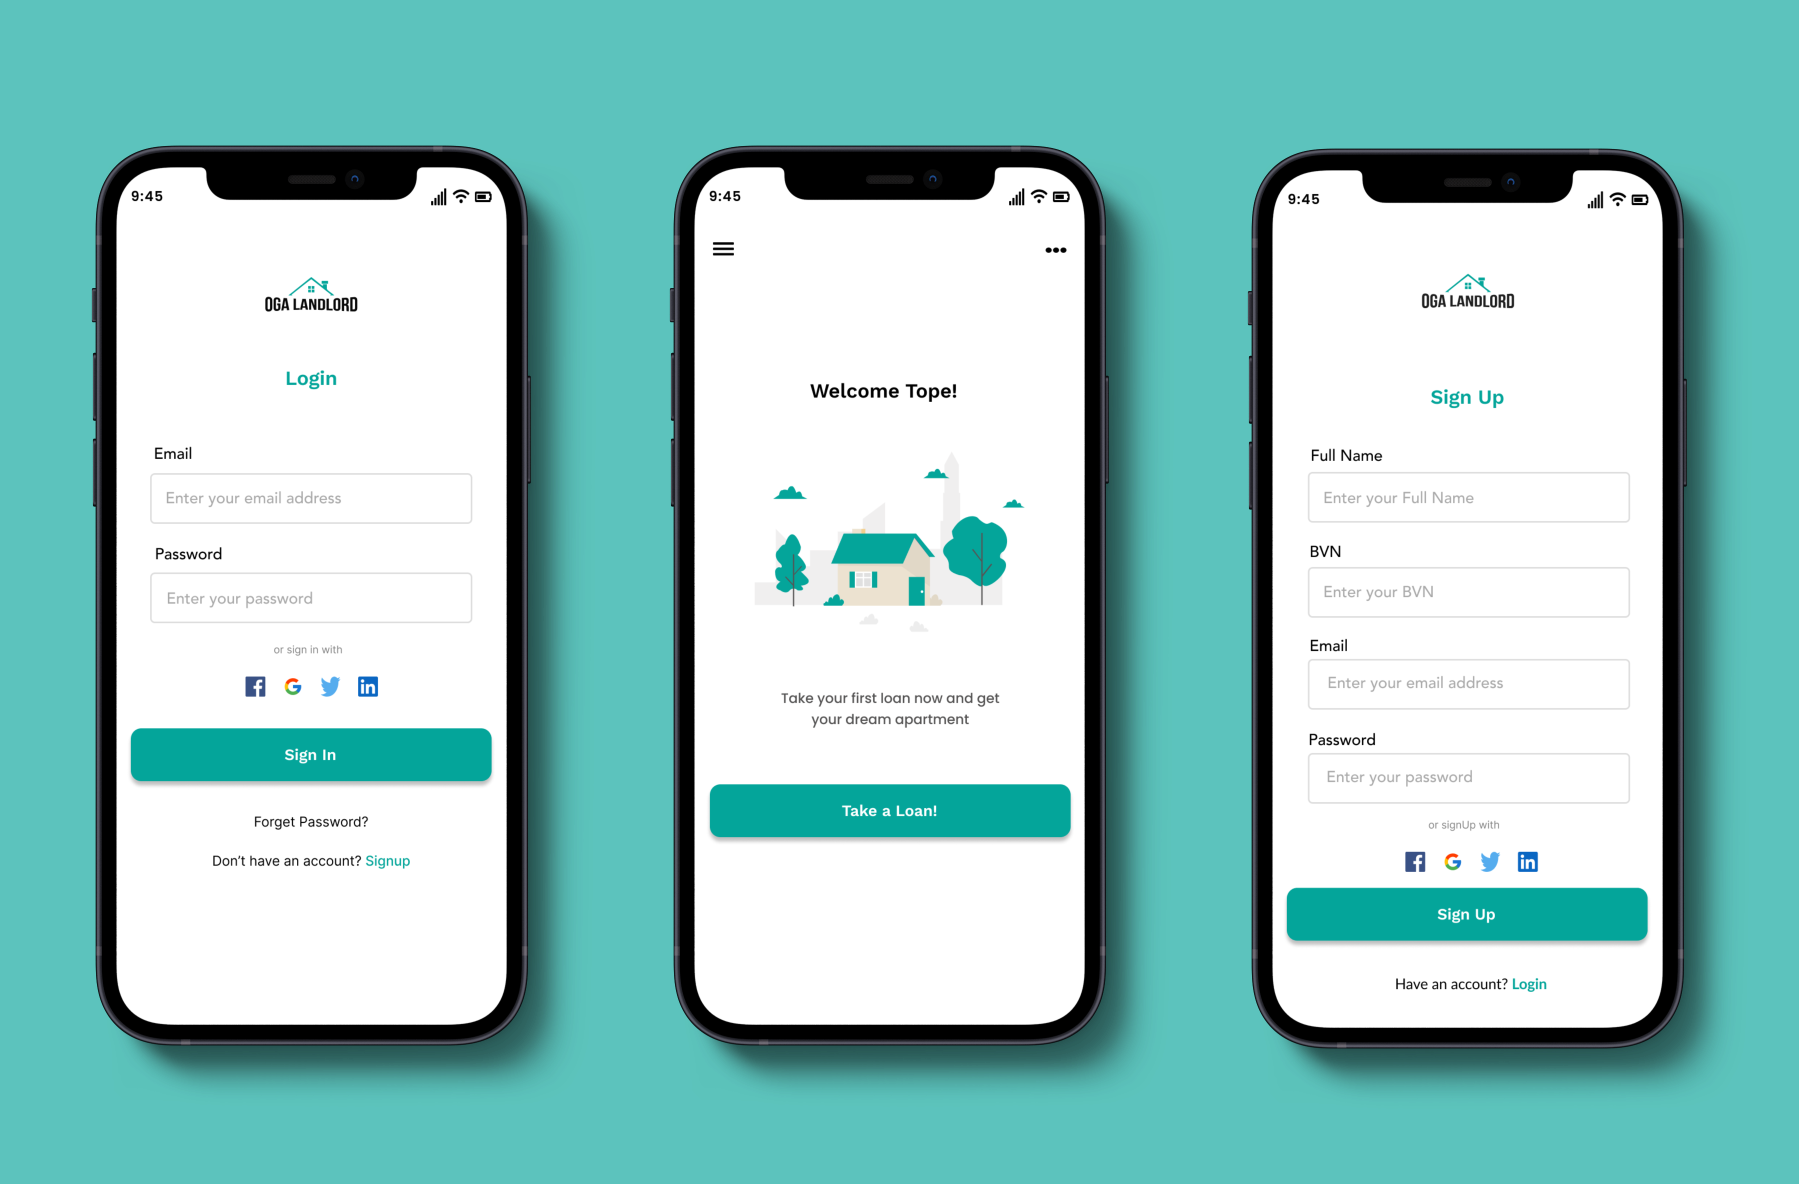 9:45
OGA LANDLORD
Login
Email
Enter your email address
Password
Enter your password
or sign in with
Sign In
Forget Password?
Don't have an account? Signup
9:45
Welcome Tope!
Take your first loan now and get
your dream apartment
Take a Loan!
9:45
OGA LANDLORD
Sign Up
Full Name
Enter your Full Name
BVN
Enter your BVN
Email
Enter your email address
Password
Enter your password
or signUp with
Sign Up
Have an account? Login